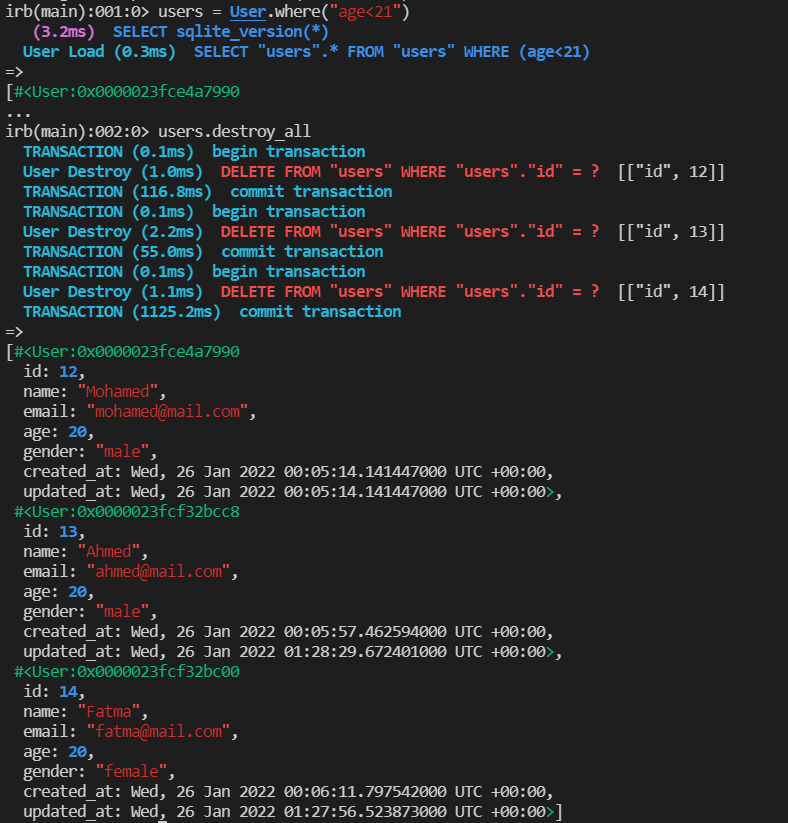 irb(main):001:0> users = User.where("age<21")
(3.2ms) SELECT sqlite_version(*)
User Load (0.3ms) SELECT "users".* FROM "users" WHERE (age<21)
=>
[#<User:0x0000023fce4a7990
...
irb(main):002:0> users.destroy_all
TRANSACTION (0.1ms) begin transaction
User Destroy (1.0ms) DELETE FROM "users" WHERE "users"."id" = ? [["id", 12]]
TRANSACTION (116.8ms) commit transaction
TRANSACTION (0.1ms) begin transaction
User Destroy (2.2ms) DELETE FROM "users" WHERE "users"."id" = ? [["id", 13]]
TRANSACTION (55.0ms) commit transaction
TRANSACTION (0.1ms) begin transaction
User Destroy (1.1ms) DELETE FROM "users" WHERE "users"."id" = ? [["id", 14]]
TRANSACTION (1125.2ms) commit transaction
=>
[#<User:0x0000023fce4a7990
id: 12,
name: "Mohamed",
email: "mohamed@mail.com",
age: 20,
gender: "male",
created_at: Wed, 26 Jan 2022 00:05:14.141447000 UTC +00:00,
updated_at: Wed, 26 Jan 2022 00:05:14.141447000 UTC +00:00>,
#<User:0x0000023fcf32bcc8
id: 13,
name: "Ahmed",
email: "ahmed@mail.com",
age: 20,
gender: "male",
created_at: Wed, 26 Jan 2022 00:05:57.462594000 UTC +00:00,
updated_at: Wed, 26 Jan 2022 01:28:29.672401000 UTC +00:00>,
#<User:0x0000023fcf32bc00
id: 14,
name: "Fatma",
email: "fatma@mail.com",
age: 20,
gender: "female",
created_at: Wed, 26 Jan 2022 00:06:11.797542000 UTC +00:00,
updated_at: Wed, 26 Jan 2022 01:27:56.523873000 UTC +00:00>]